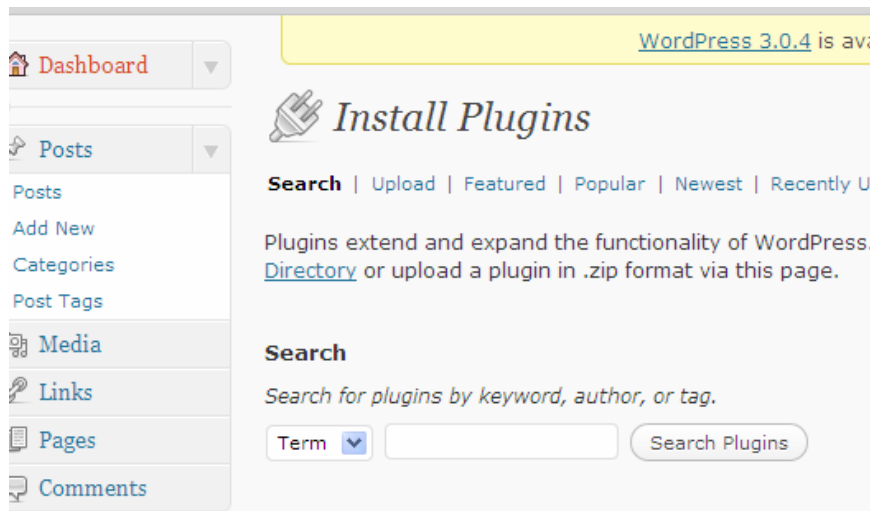 WordPress 3.0.4 is
Dashboard
Install Plugins
Posts
Search | Upload | Featured | Popular | Newest | Recently
Posts
Add New
Categories
Post Tags
Plugins extend and expand the functionality of WordPress.
Directory or upload a plugin in .zip format via this page.
Media
Links
Pages
Comments
Search
Search for plugins by keyword, author, or tag.
Term
Search Plugins